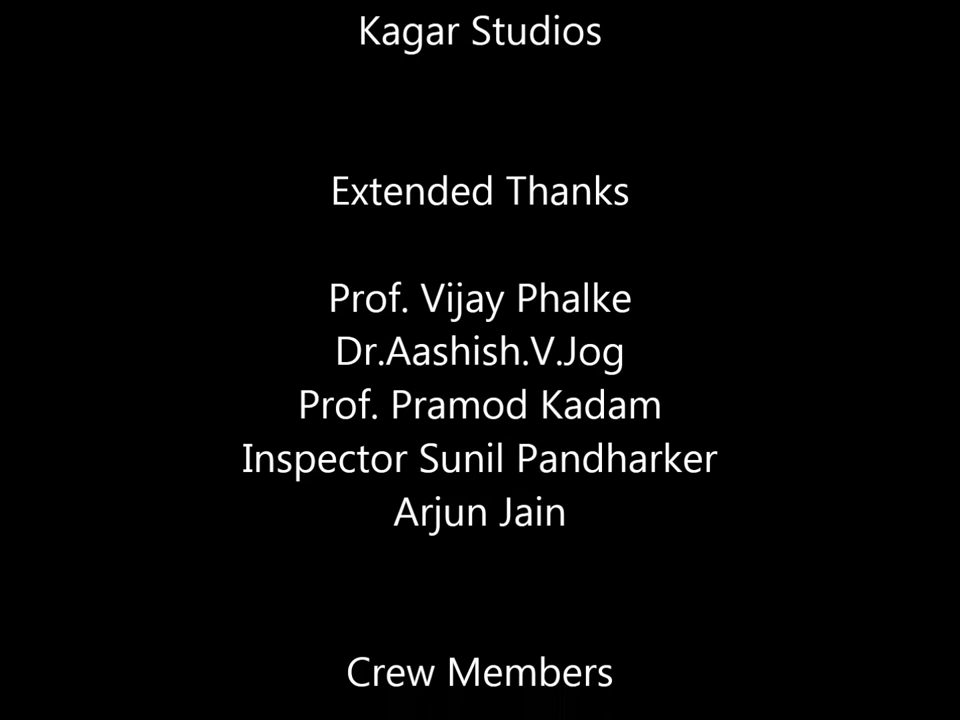 Kagar Studios
Extended Thanks
Prof. Vijay Phalke
Dr.Aashish.V.Jog
Prof. Pramod Kadam
Inspector Sunil Pandharker
Arjun Jain
Crew Members